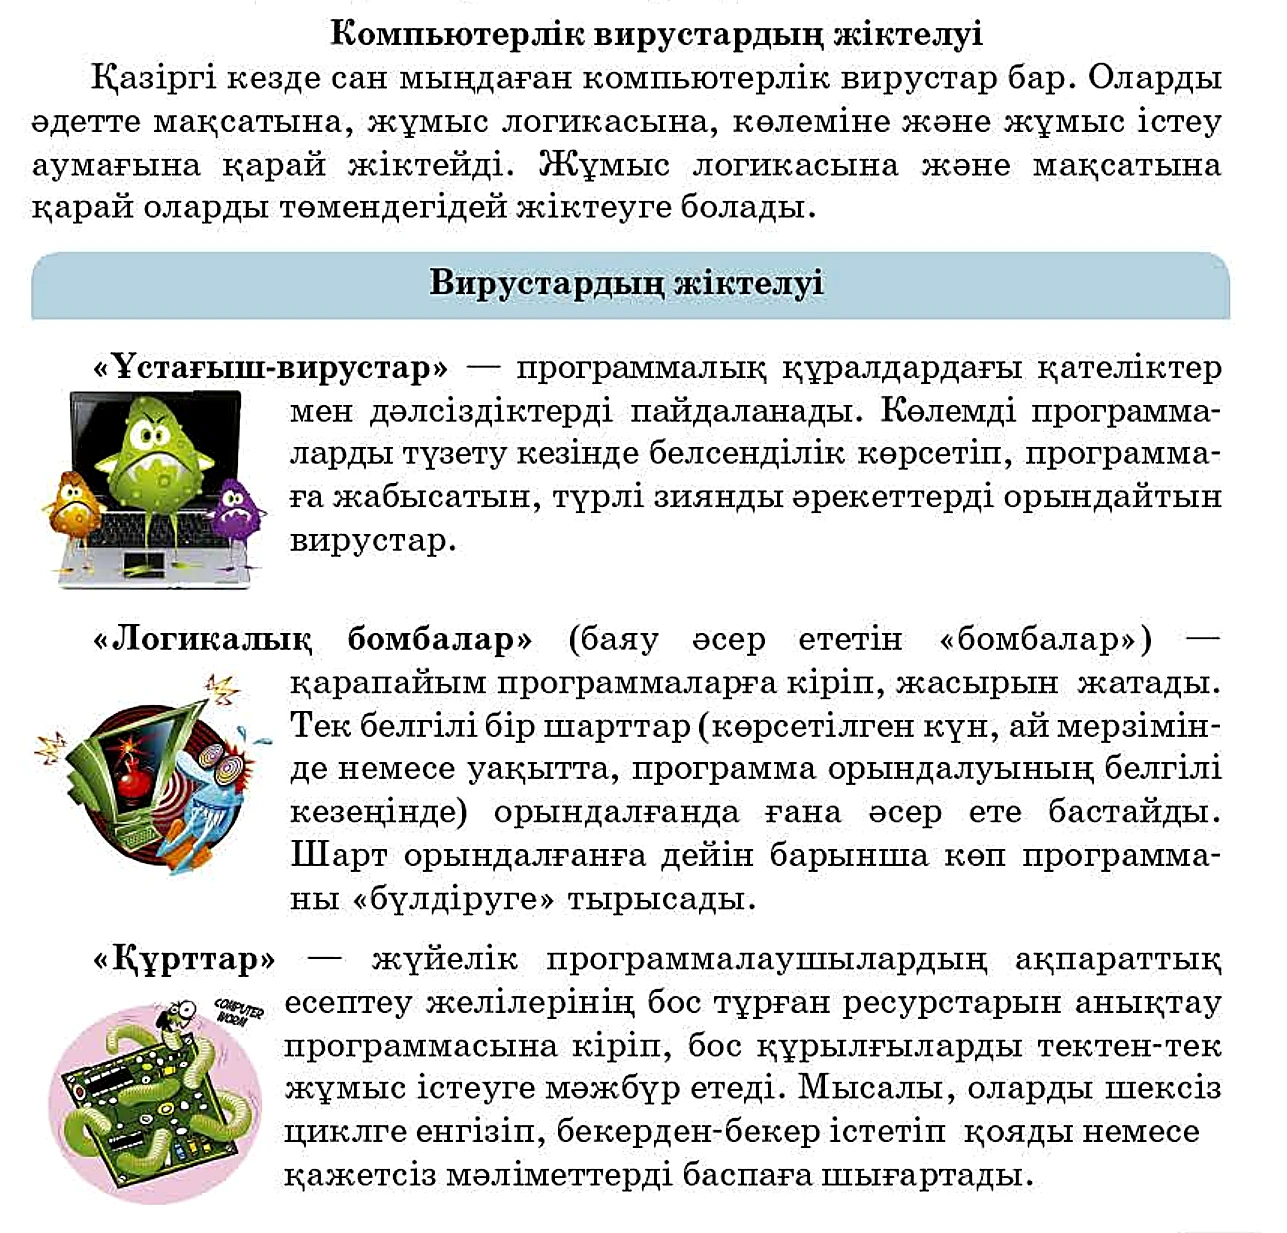 Компьютерлік вирустардың жіктелуі
Қазіргі кезде сан мыңдаған компьютерлік вирустар бар. Оларды
әдетте мақсатына, жұмыс логикасына, көлеміне және жұмыс істеу
аумағына қарай жіктейді. Жұмыс логикасына және мақсатына
қарай оларды төмендегідей жіктеуге болады.
Вирустардың жіктелуі
«Ұстағыш-вирустар» — программалық құралдардағы қателіктер
мен дәлсіздіктерді пайдаланады. Көлемді программа-
ларды түзету кезінде белсенділік көрсетіп, программа-
ға жабысатын, түрлі зиянды әрекеттерді орындайтын
вирустар.
«Логикалық бомбалар» (баяу әсер ететін «бомбалар») —
қарапайым программаларға кіріп, жасырын жатады.
Тек белгілі бір шарттар (көрсетілген күн, ай мерзімін-
де немесе уақытта, программа орындалуының белгілі
кезеңінде) орындалғанда ғана әсер ете бастайды.
Шарт орындалғанға дейін барынша көп программа-
ны «бүлдіруге» тырысады.
«Құрттар» — жүйелік программалаушылардың ақпараттық
COMPUTER
WORM
есептеу желілерінің бос тұрған ресурстарын анықтау
программасына кіріп, бос құрылғыларды тектен-тек
жұмыс істеуге мәжбүр етеді. Мысалы, оларды шексіз
циклге енгізіп, бекерден-бекер істетіп қояды немесе
қажетсіз мәліметтерді баспаға шығартады.